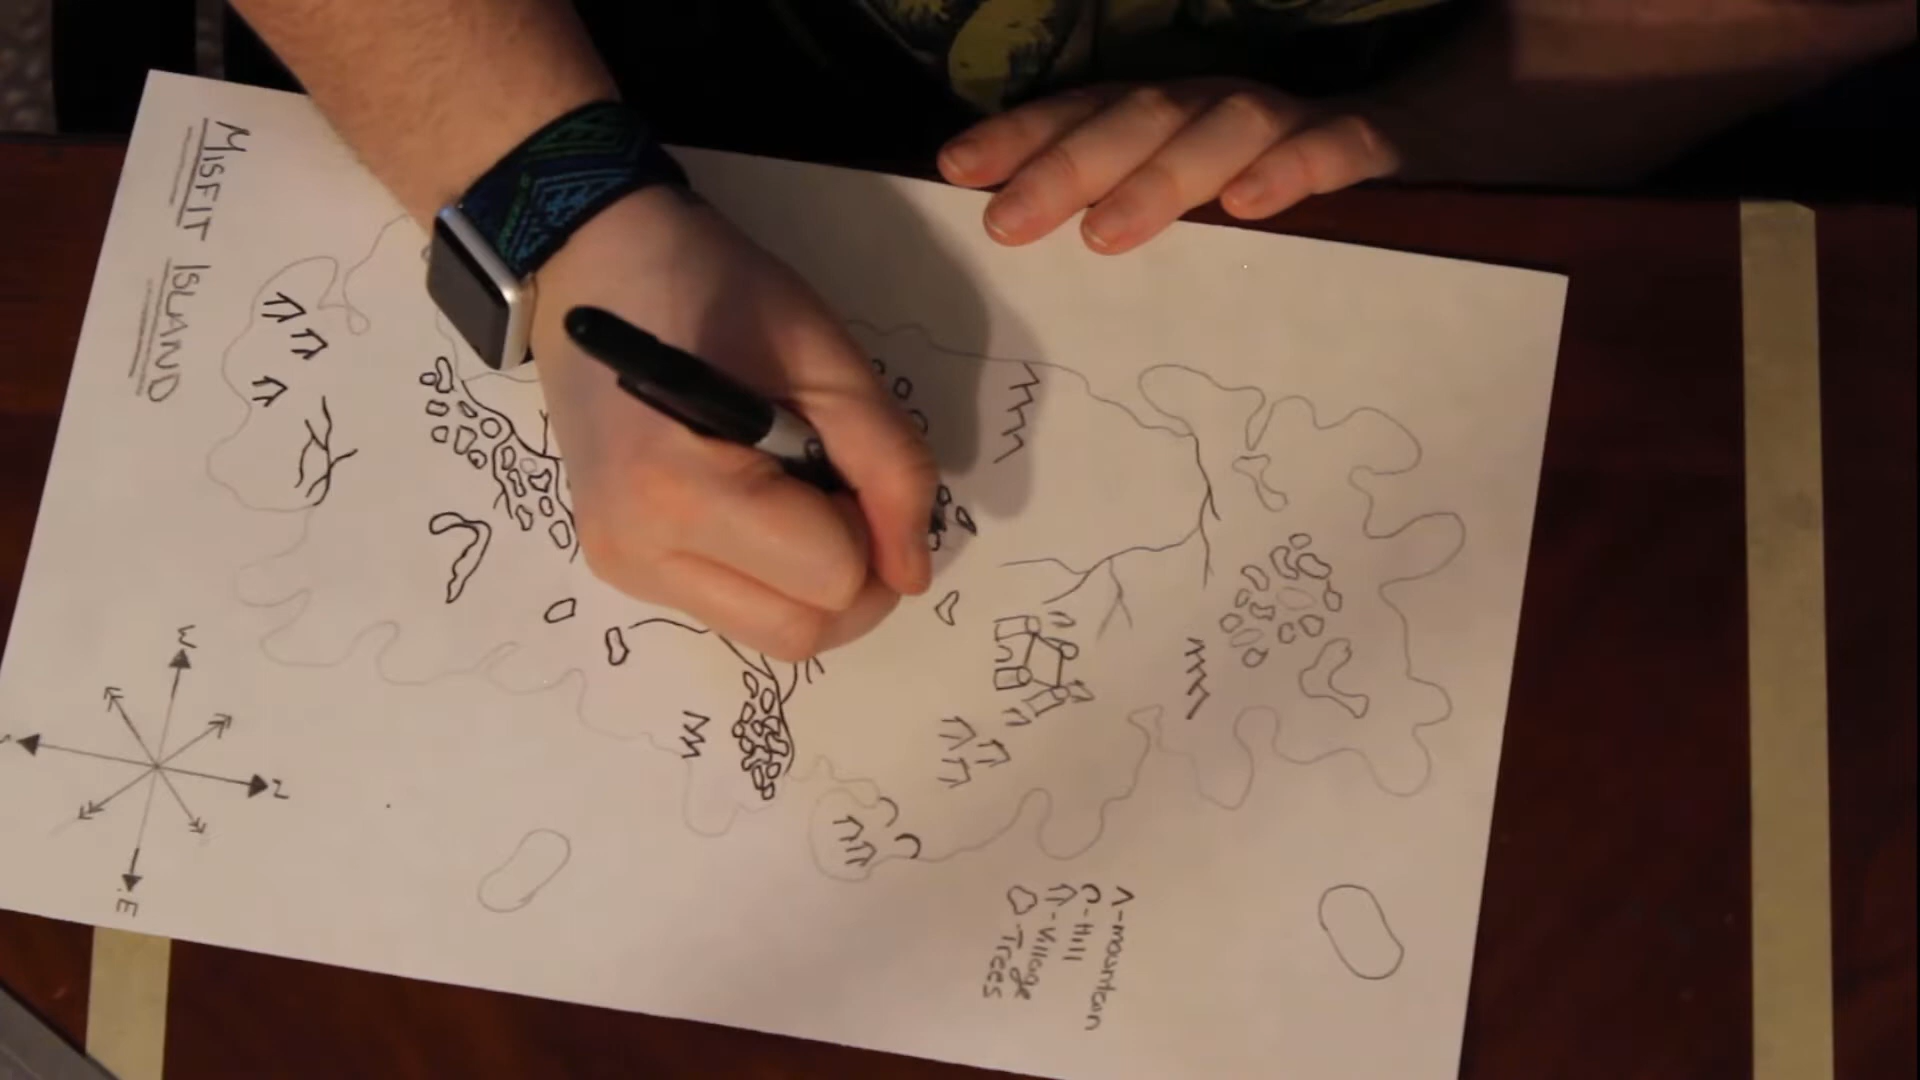 MISFIT ISLAND
^-mountain
-Hill
-Village
-Trees
W
N
E